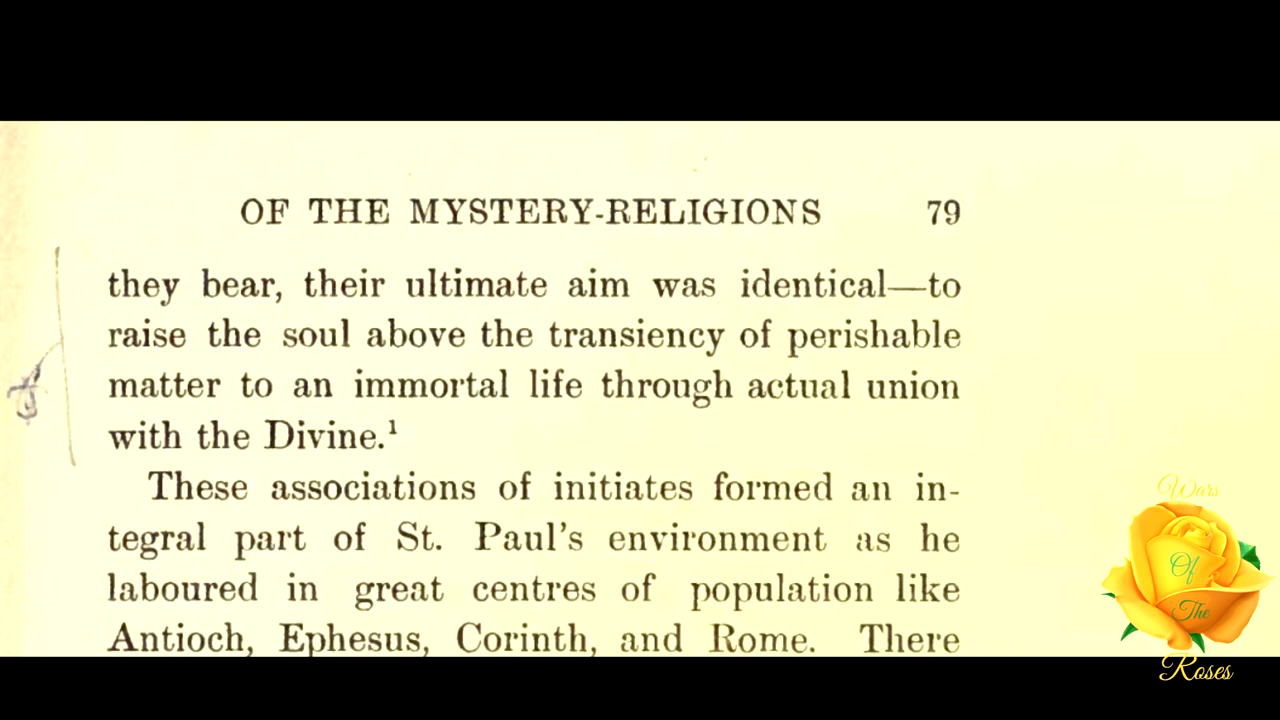 OF THE MYSTERY-RELIGIONS 79
they bear, their ultimate aim was identical—to
raise the soul above the transiency of perishable
matter to an immortal life through actual union
with the Divine.¹
These associations of initiates formed an in-
tegral part of St. Paul's environment as he
laboured in great centres of population like
Antioch, Ephesus, Corinth, and Rome. There
Wars
Of
The
Roses